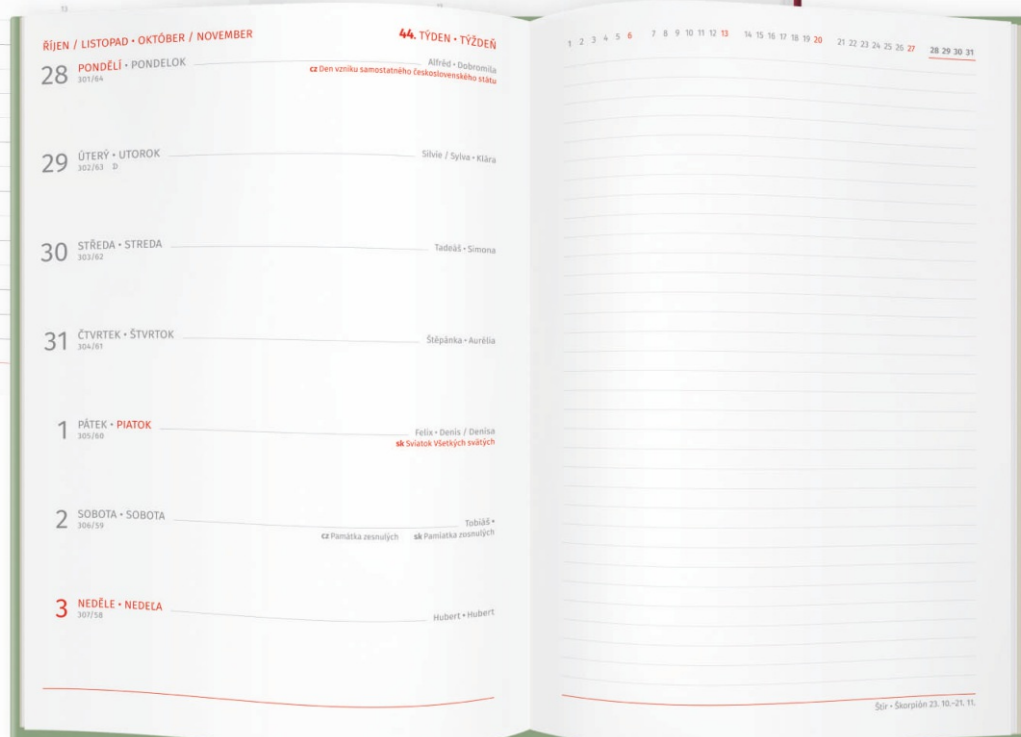 ŘÍJEN / LISTOPAD • OKTÓBER / NOVEMBER
44. TÝDEN • TÝŽDEŇ
28 PONDĚLÍ • PONDELOK Alfréd • Dobromila
301/64 cz Den vzniku samostatného československého státu
29 ÚTERÝ • UTOROK Silvie / Sylva • Klára
302/63
30 STŘEDA • STREDA Tadeáš • Simona
303/62
31 ČTVRTEK • ŠTVRTOK Štěpánka • Aurélia
304/61
1 PÁTEK • PIATOK Felix • Denis / Denisa
305/60 sk Sviatok Všetkých svätých
2 SOBOTA • SOBOTA Tobiáš •
306/59 cz Památka zesnulých sk Pamiatka zosnulých
3 NEDĚLE • NEDEĽA Hubert • Hubert
307/58
1 2 3 4 5 6 7 8 9 10 11 12 13 14 15 16 17 18 19 20 21 22 23 24 25 26 27 28 29 30 31
Štír • Škorpión 23. 10.–21. 11.